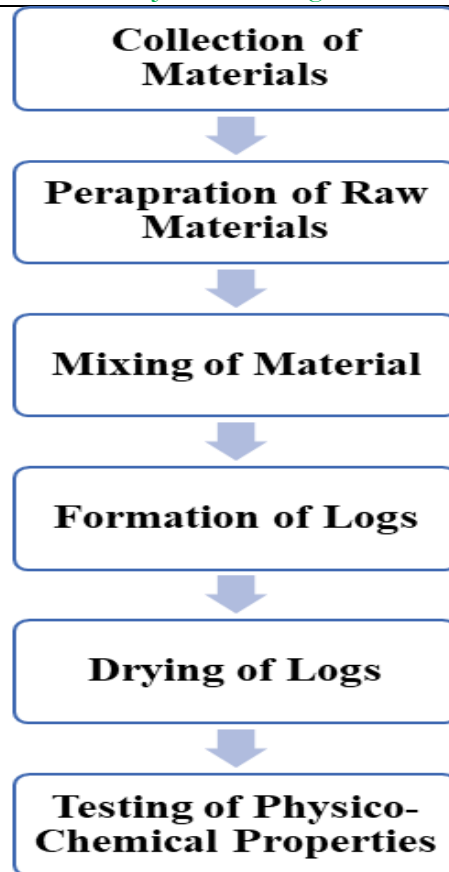 Collection of
Materials
Perapration of Raw
Materials
Mixing of Material
Formation of Logs
Drying of Logs
Testing of Physico-
Chemical Properties